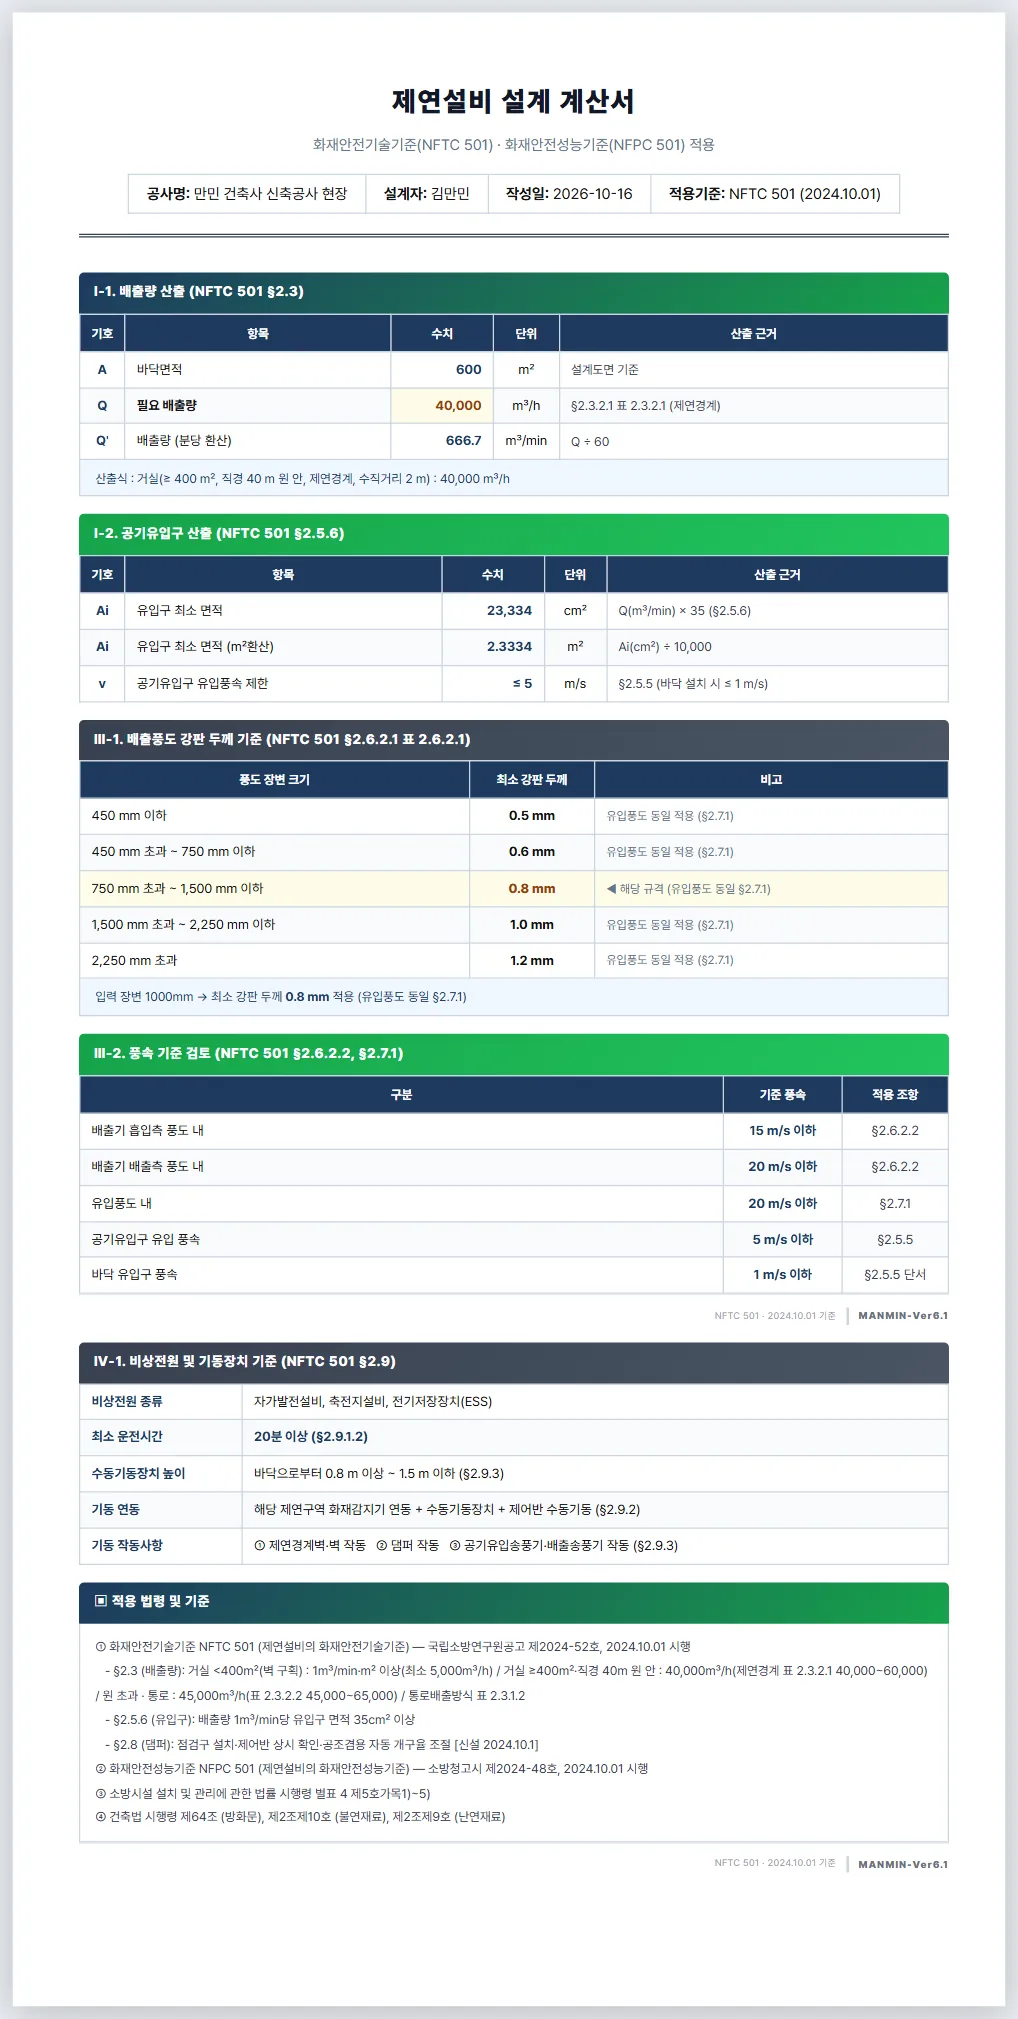 제연설비 설계 계산서
화재안전기술기준(NFTC 501) · 화재안전성능기준(NFPC 501) 적용
공사명: 만민 건축사 신축공사 현장 설계자: 김만민 작성일: 2026-10-16 적용기준: NFTC 501 (2024.10.01)
I-1. 배출량 산출 (NFTC 501 §2.3)
기호 항목 수치 단위 산출 근거
A 바닥면적 600 m² 설계도면 기준
Q 필요 배출량 40,000 m³/h §2.3.2.1 표 2.3.2.1 (제연경계)
Q' 배출량 (분당 환산) 666.7 m³/min Q ÷ 60
산출식 : 거실(≥ 400 m², 직경 40 m 원 안, 제연경계, 수직거리 2 m) : 40,000 m³/h
I-2. 공기유입구 산출 (NFTC 501 §2.5.6)
기호 항목 수치 단위 산출 근거
Ai 유입구 최소 면적 23,334 cm² Q(m³/min) × 35 (§2.5.6)
Ai 유입구 최소 면적 (m²환산) 2.3334 m² Ai(cm²) ÷ 10,000
v 공기유입구 유입풍속 제한 ≤ 5 m/s §2.5.5 (바닥 설치 시 ≤ 1 m/s)
III-1. 배출풍도 강판 두께 기준 (NFTC 501 §2.6.2.1 표 2.6.2.1)
풍도 장변 크기 최소 강판 두께 비고
450 mm 이하 0.5 mm 유입풍도 동일 적용 (§2.7.1)
450 mm 초과 ~ 750 mm 이하 0.6 mm 유입풍도 동일 적용 (§2.7.1)
750 mm 초과 ~ 1,500 mm 이하 0.8 mm ◀ 해당 규격 (유입풍도 동일 §2.7.1)
1,500 mm 초과 ~ 2,250 mm 이하 1.0 mm 유입풍도 동일 적용 (§2.7.1)
2,250 mm 초과 1.2 mm 유입풍도 동일 적용 (§2.7.1)
입력 장변 1000mm → 최소 강판 두께 0.8 mm 적용 (유입풍도 동일 §2.7.1)
III-2. 풍속 기준 검토 (NFTC 501 §2.6.2.2, §2.7.1)
구분 기준 풍속 적용 조항
배출기 흡입측 풍도 내 15 m/s 이하 §2.6.2.2
배출기 배출측 풍도 내 20 m/s 이하 §2.6.2.2
유입풍도 내 20 m/s 이하 §2.7.1
공기유입구 유입 풍속 5 m/s 이하 §2.5.5
바닥 유입구 풍속 1 m/s 이하 §2.5.5 단서
NFTC 501 · 2024.10.01 기준 MANMIN-Ver6.1
IV-1. 비상전원 및 기동장치 기준 (NFTC 501 §2.9)
비상전원 종류 자가발전설비, 축전지설비, 전기저장장치(ESS)
최소 운전시간 20분 이상 (§2.9.1.2)
수동기동장치 높이 바닥으로부터 0.8 m 이상 ~ 1.5 m 이하 (§2.9.3)
기동 연동 해당 제연구역 화재감지기 연동 + 수동기동장치 + 제어반 수동기동 (§2.9.2)
기동 작동사항 ① 제연경계벽·벽 작동 ② 댐퍼 작동 ③ 공기유입송풍기·배출송풍기 작동 (§2.9.3)
▣ 적용 법령 및 기준
① 화재안전기술기준 NFTC 501 (제연설비의 화재안전기술기준) — 국립소방연구원공고 제2024-52호, 2024.10.01 시행
- §2.3 (배출량): 거실 <400m²(벽 구획) : 1m³/min·m² 이상(최소 5,000m³/h) / 거실 ≥400m²·직경 40m 원 안 : 40,000m³/h(제연경계 표 2.3.2.1 40,000~60,000)
/ 원 초과 · 통로 : 45,000m³/h(표 2.3.2.2 45,000~65,000) / 통로배출방식 표 2.3.1.2
- §2.5.6 (유입구): 배출량 1m³/min당 유입구 면적 35cm² 이상
- §2.8 (댐퍼): 점검구 설치·제어반 상시 확인·공조겸용 자동 개구율 조절 [신설 2024.10.1]
② 화재안전성능기준 NFPC 501 (제연설비의 화재안전성능기준) — 소방청고시 제2024-48호, 2024.10.01 시행
③ 소방시설 설치 및 관리에 관한 법률 시행령 별표 4 제5호가목1)~5)
④ 건축법 시행령 제64조 (방화문), 제2조제10호 (불연재료), 제2조제9호 (난연재료)
NFTC 501 · 2024.10.01 기준 MANMIN-Ver6.1